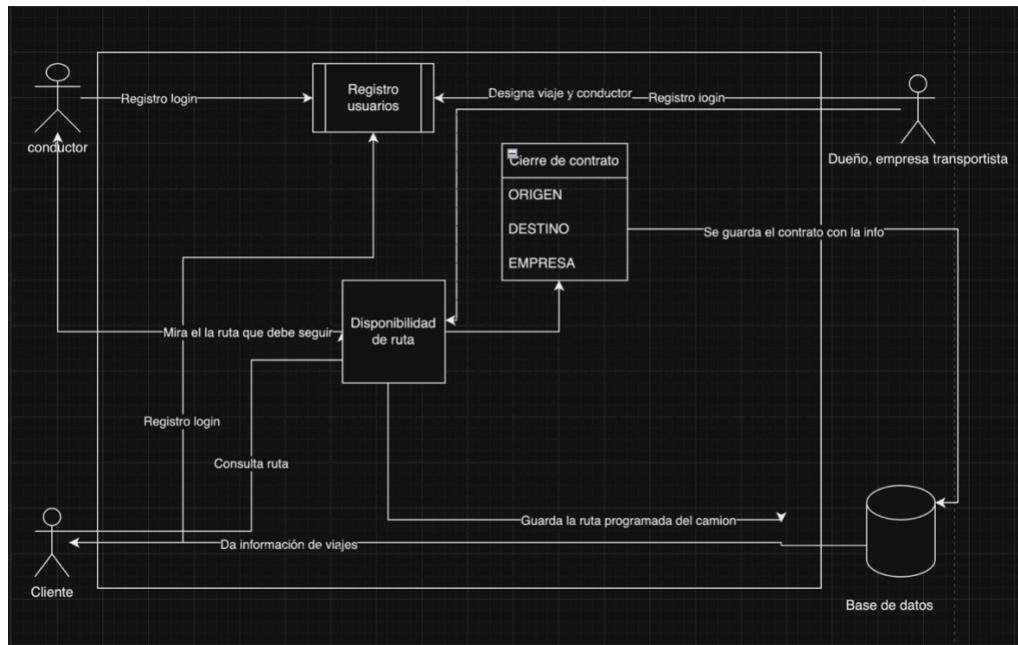 Registro
usuarios
Registro login
Designa viaje y conductor
Registro login
conductor
Dueño, empresa transportista
Cierre de contrato
ORIGEN
DESTINO
EMPRESA
Se guarda el contrato con la info
Disponibilidad
de ruta
Mira el la ruta que debe seguir
Registro login
Consulta ruta
Guarda la ruta programada del camion
Da información de viajes
Cliente
Base de datos